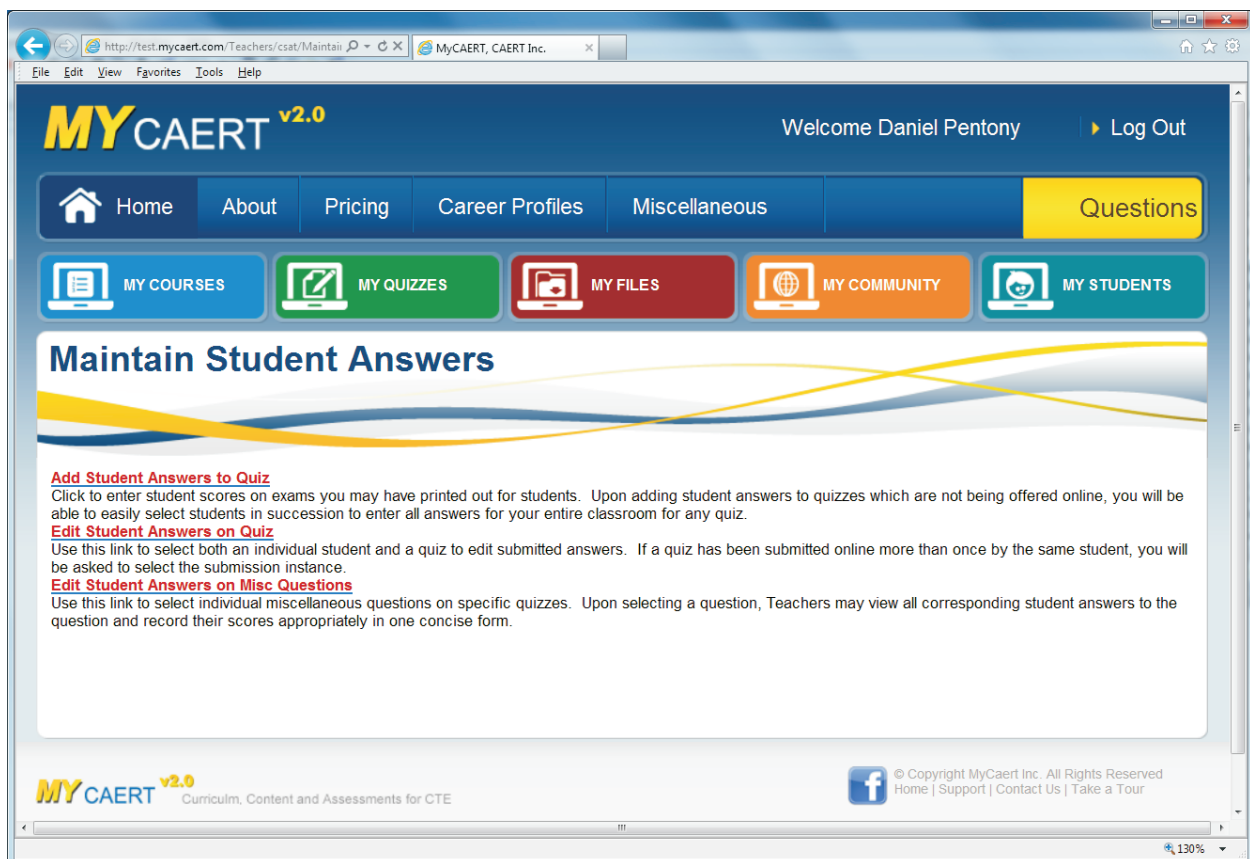 http://test.mycaert.com/Teachers/csat/Maintain
MyCAERT, CAERT Inc.
File Edit View Favorites Tools Help
MYCAERT v2.0
Welcome Daniel Pentony
Log Out
Home
About
Pricing
Career Profiles
Miscellaneous
Questions
MY COURSES
MY QUIZZES
MY FILES
MY COMMUNITY
MY STUDENTS
Maintain Student Answers
Add Student Answers to Quiz
Click to enter student scores on exams you may have printed out for students. Upon adding student answers to quizzes which are not being offered online, you will be
able to easily select students in succession to enter all answers for your entire classroom for any quiz.
Edit Student Answers on Quiz
Use this link to select both an individual student and a quiz to edit submitted answers. If a quiz has been submitted online more than once by the same student, you will
be asked to select the submission instance.
Edit Student Answers on Misc Questions
Use this link to select individual miscellaneous questions on specific quizzes. Upon selecting a question, Teachers may view all corresponding student answers to the
question and record their scores appropriately in one concise form.
MYCAERT v2.0
Curriculm, Content and Assessments for CTE
© Copyright MyCaert Inc. All Rights Reserved
Home | Support | Contact Us | Take a Tour
130%